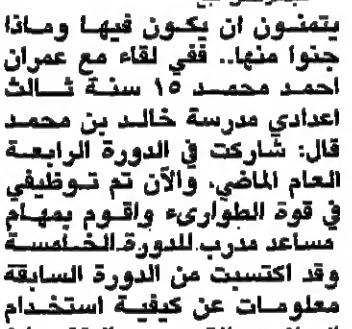 يتمنون ان يكون فيها وماذا
جنوا منها.. ففي لقاء مع عمران
احمد محمد ١٥ سنة ثالث
اعدادي مدرسة خالد بن محمد
قال: شاركت في الدورة الرابعة
العام الماضي. والآن تم توظيفي
في قوة الطوارىء واقوم بمهام
مساعد مدرب للدورة الخامسة
وقد اكتسبت من الدورة السابقة
معلومات عن كيفية استخدام